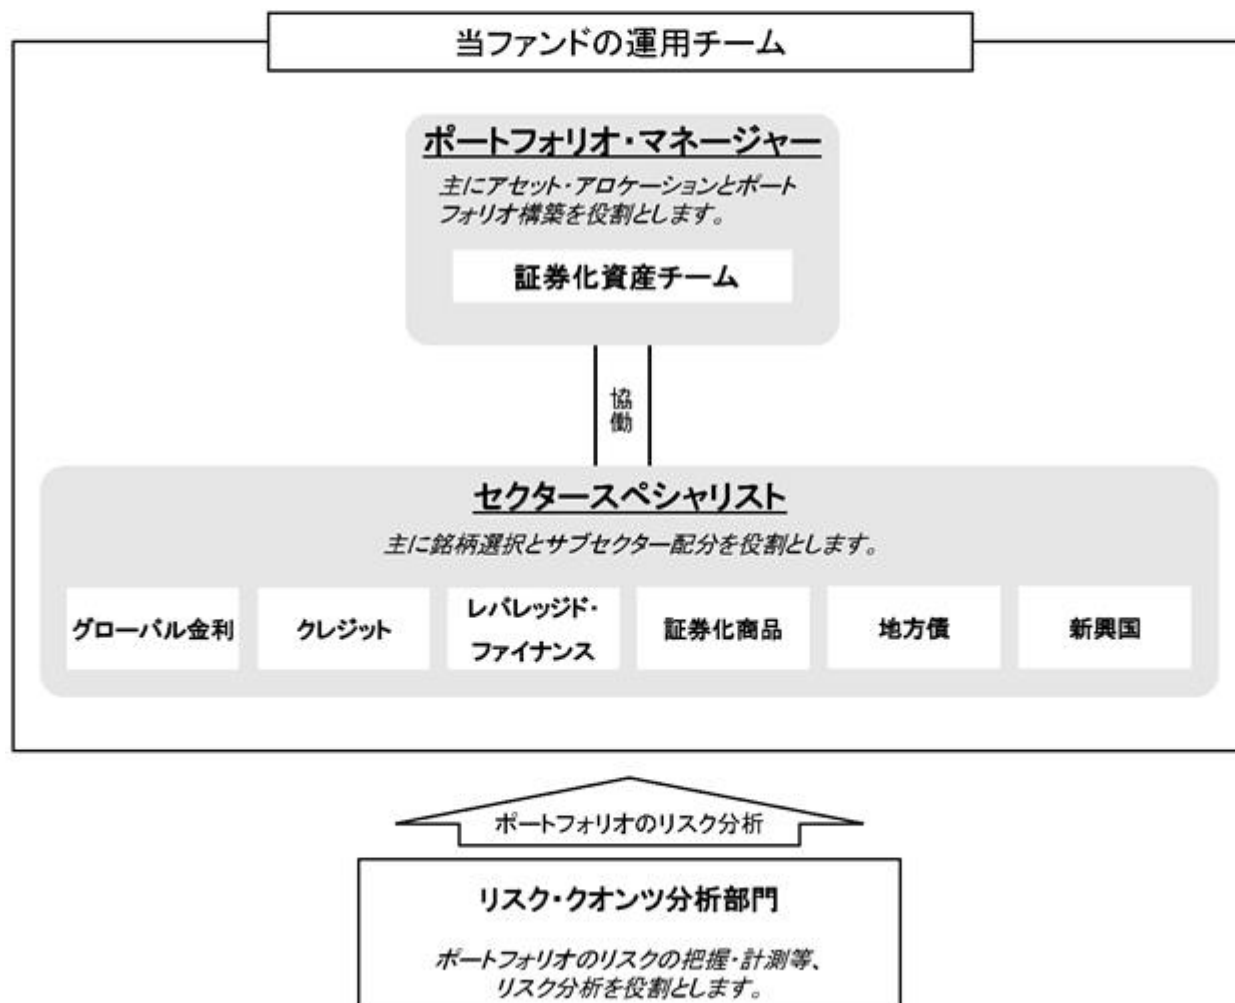 当ファンドの運用チーム
ポートフォリオ・マネージャー
主にアセット・アロケーションとポート
フォリオ構築を役割とします。
証券化資産チーム
協働
セクタースペシャリスト
主に銘柄選択とサブセクター配分を役割とします。
グローバル金利
クレジット
レバレッジド・
ファイナンス
証券化商品
地方債
新興国
ポートフォリオのリスク分析
リスク・クオンツ分析部門
ポートフォリオのリスクの把握・計測等、
リスク分析を役割とします。